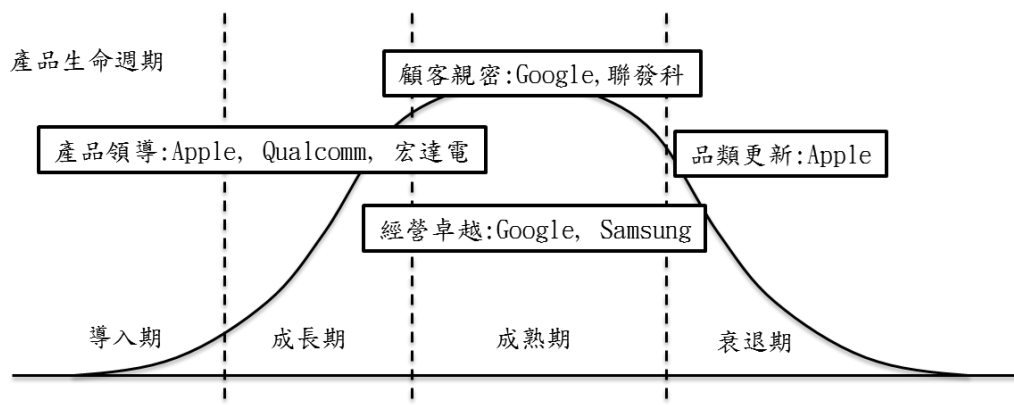 產品生命週期
顧客親密:Google,聯發科
產品領導:Apple, Qualcomm, 宏達電
品類更新:Apple
經營卓越:Google, Samsung
導入期
成長期
成熟期
衰退期